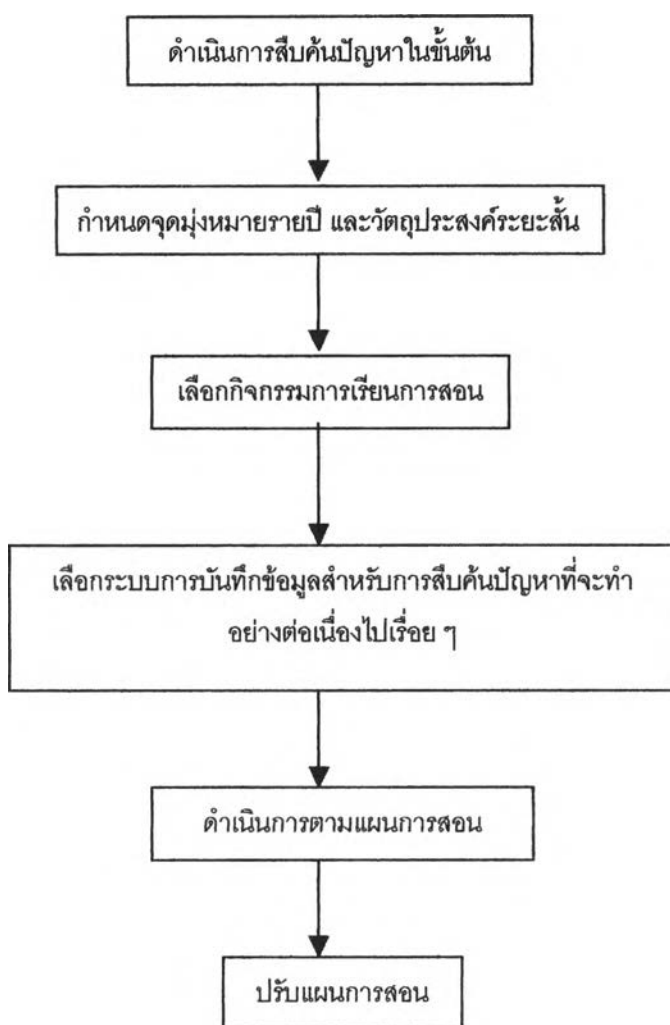 ดำเนินการสืบค้นปัญหาในขั้นต้น
กำหนดจุดมุ่งหมายรายปี และวัตถุประสงค์ระยะสั้น
เลือกกิจกรรมการเรียนการสอน
เลือกระบบการบันทึกข้อมูลสำหรับการสืบค้นปัญหาที่จะทำ
อย่างต่อเนื่องไปเรื่อย ๆ
ดำเนินการตามแผนการสอน
ปรับแผนการสอน